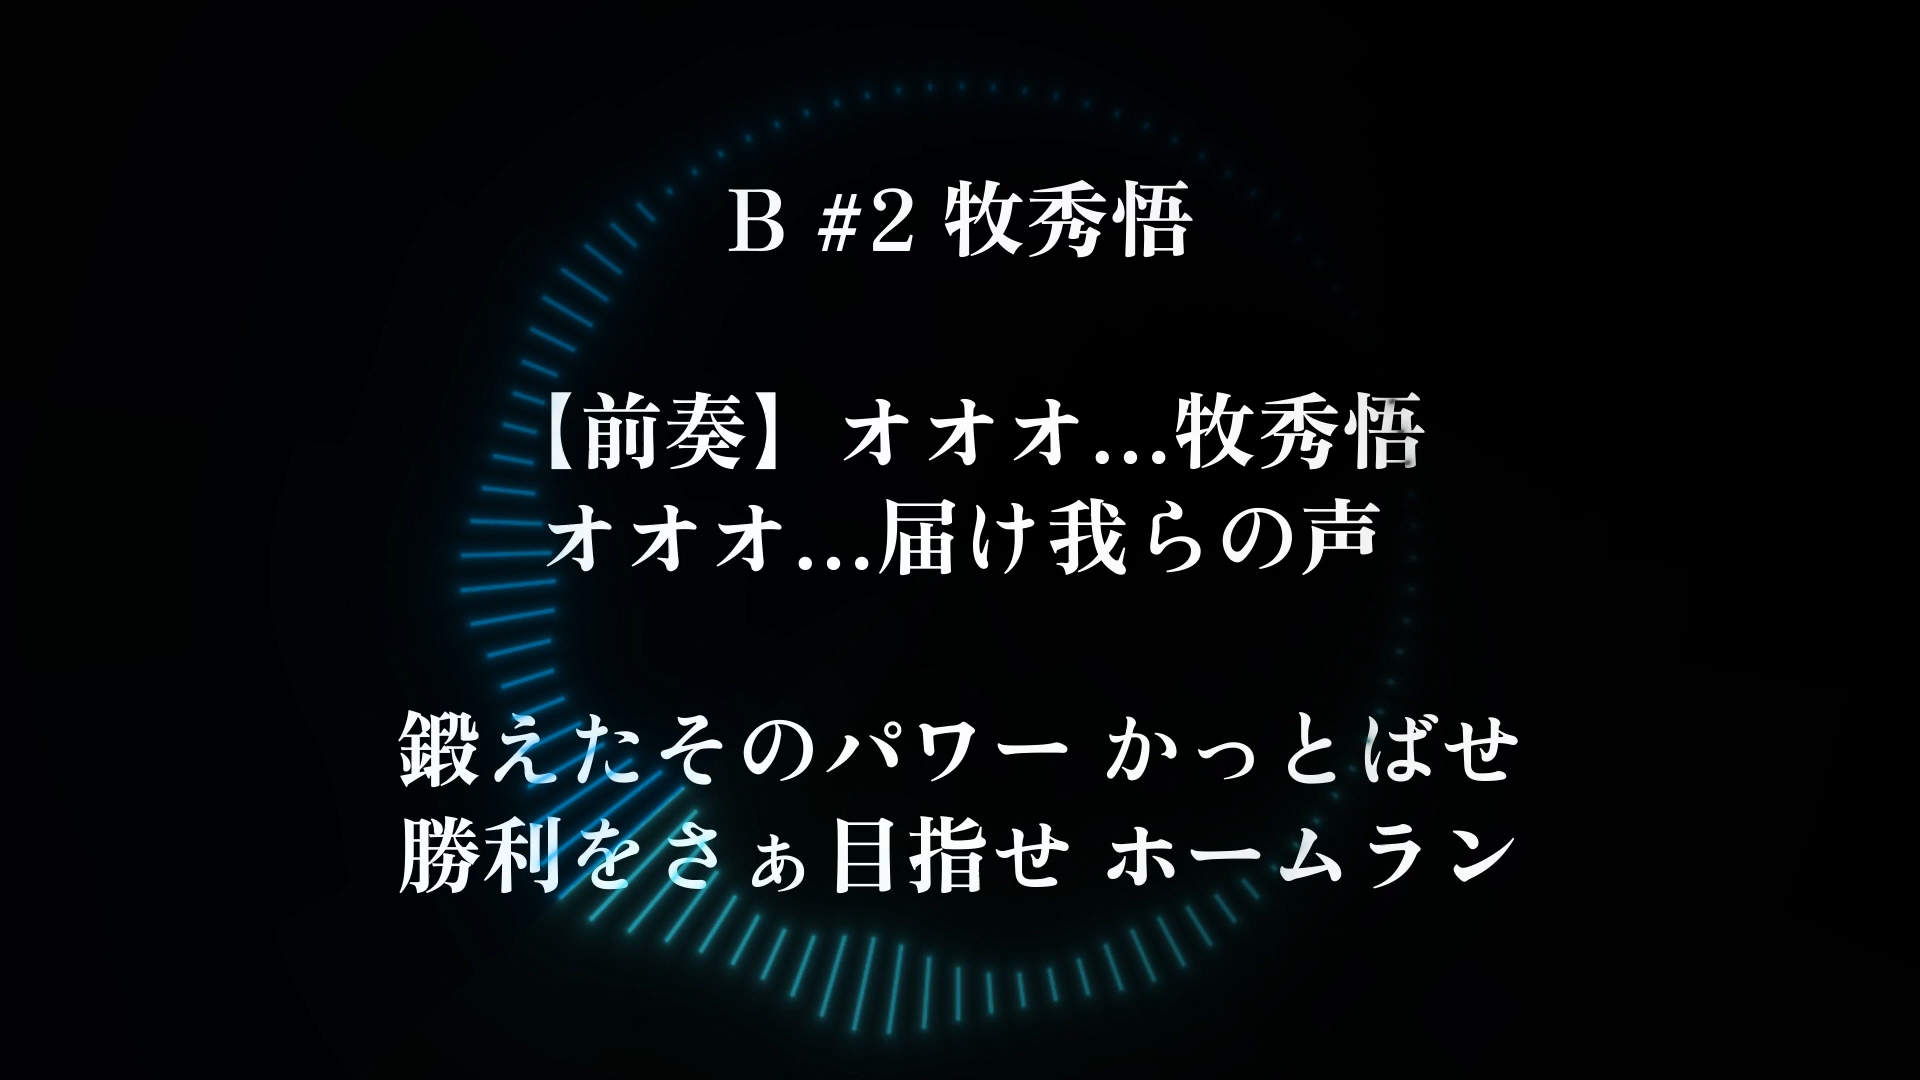 B #2 牧秀悟
【前奏】オオオ…牧秀悟
オオオ…届け我らの声
鍛えたそのパワー かっとばせ
勝利をさぁ目指せ ホームラン